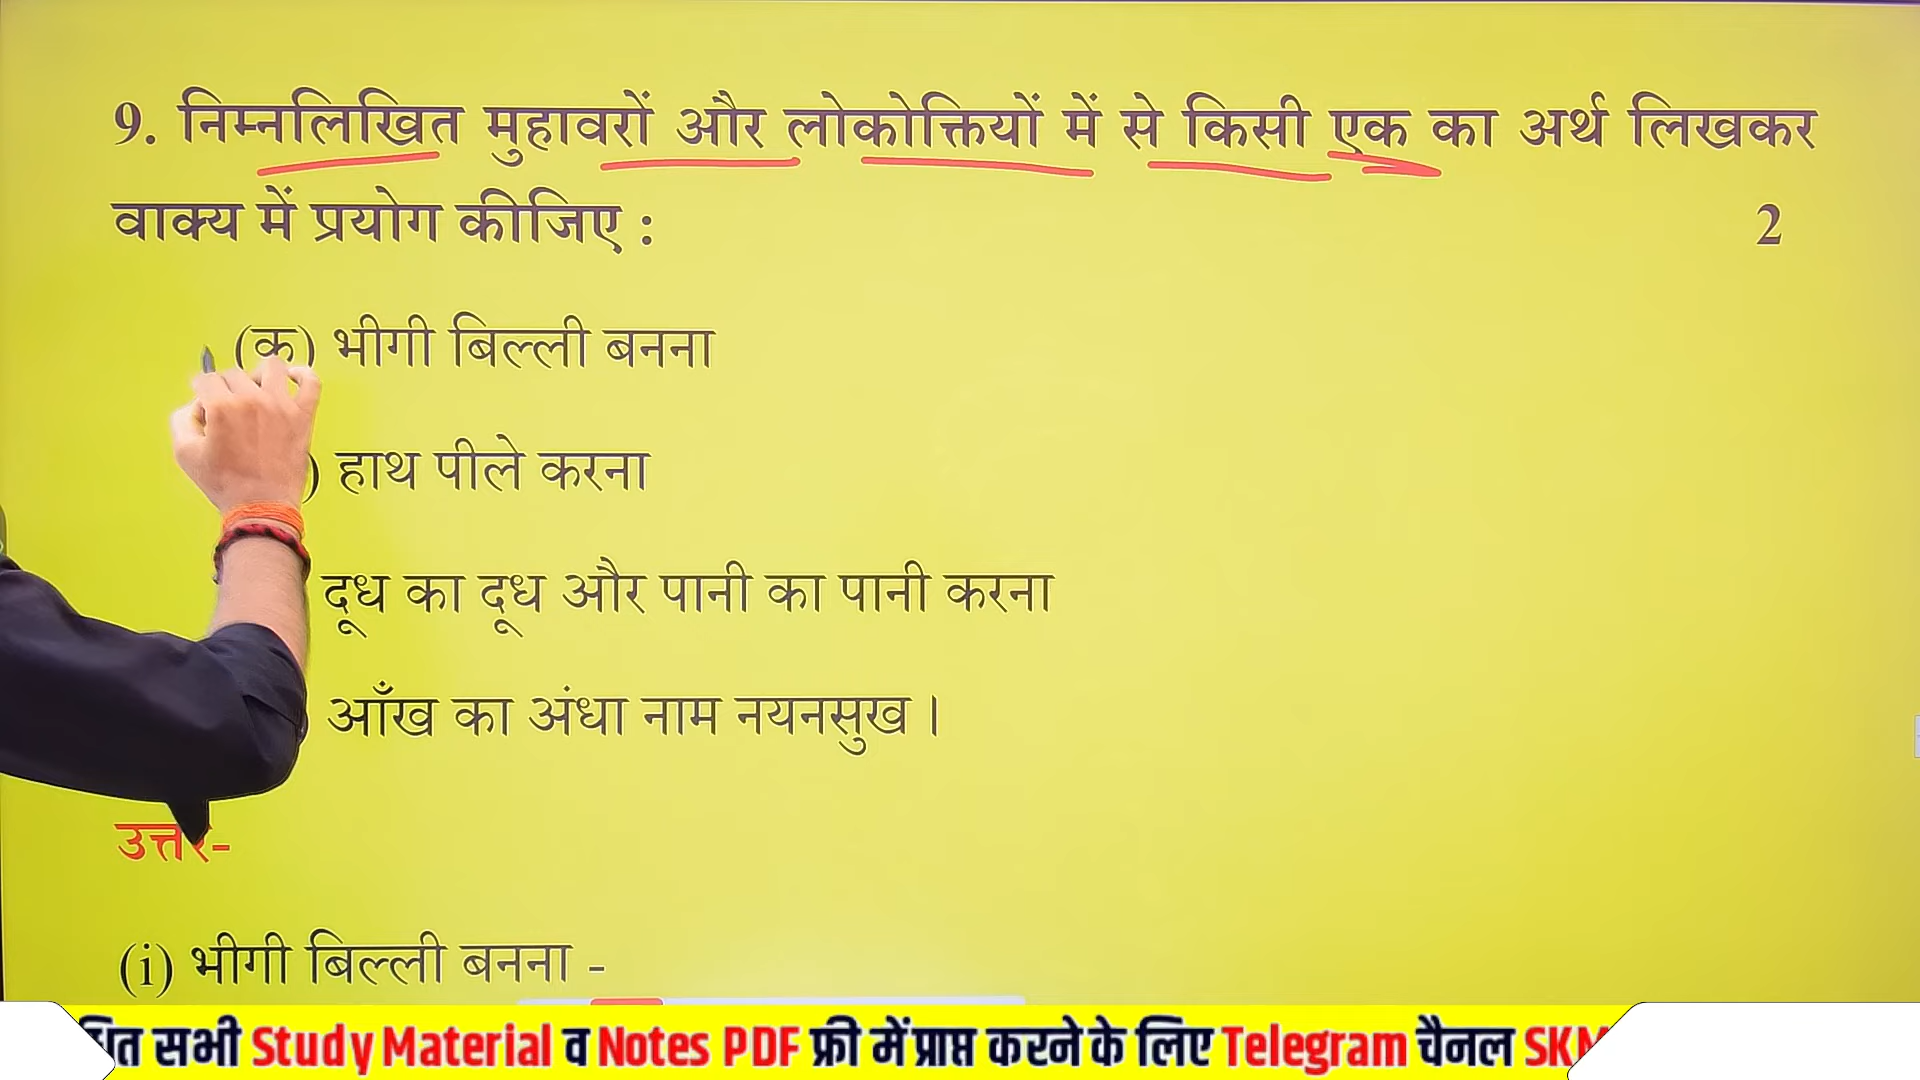 9. निम्नलिखित मुहावरों और लोकोक्तियों में से किसी एक का अर्थ लिखकर
वाक्य में प्रयोग कीजिए : 2
(क) भीगी बिल्ली बनना
) हाथ पीले करना
दूध का दूध और पानी का पानी करना
आँख का अंधा नाम नयनसुख ।
उत्तर-
(i) भीगी बिल्ली बनना -
सभी Study Material व Notes PDF फ्री में प्राप्त करने के लिए Telegram चैनल